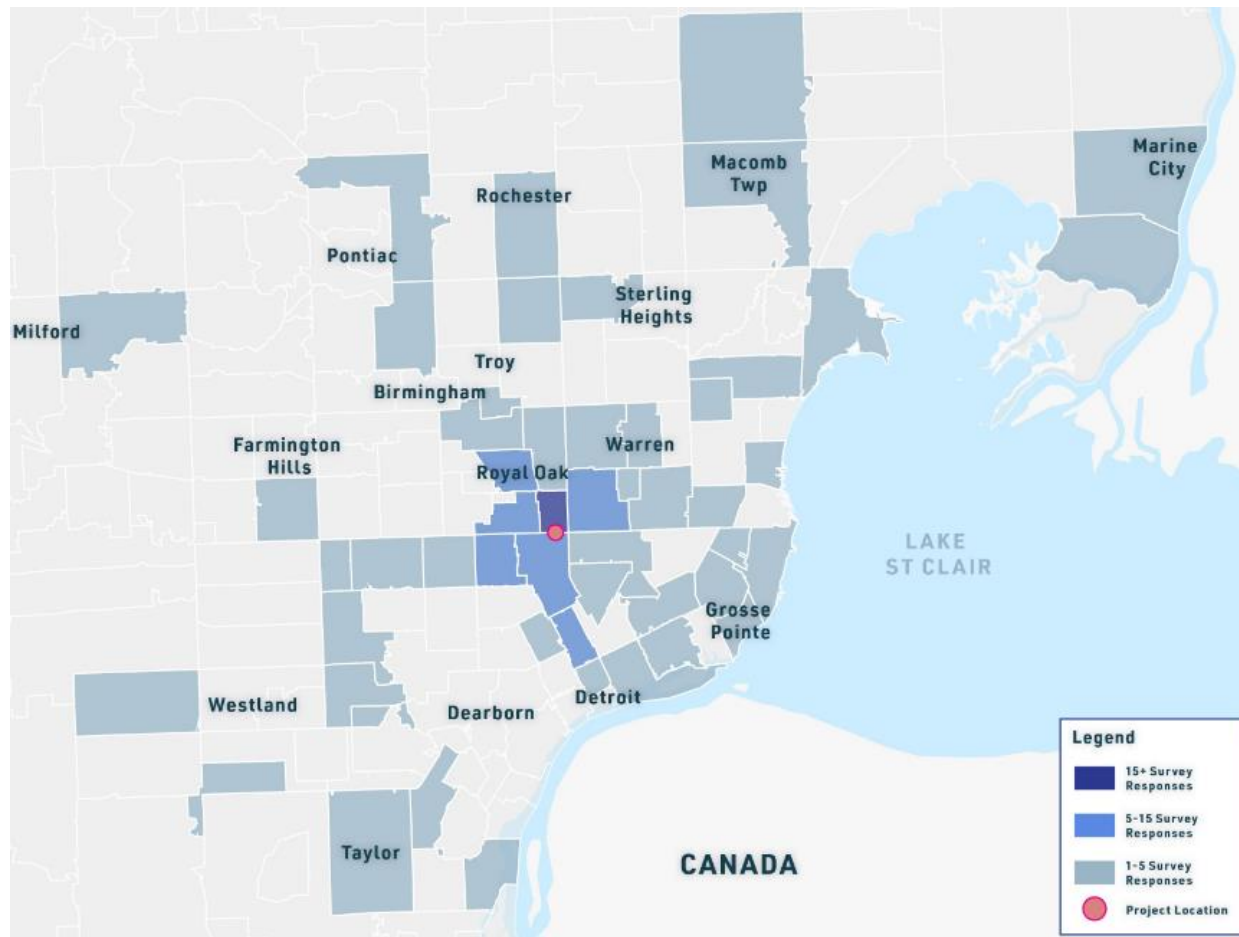 Macomb
Twp
Marine
City
Rochester
Pontiac
Sterling
Heights
Milford
Troy
Birmingham
Farmington
Hills
Warren
Royal Oak
LAKE
ST CLAIR
Grosse
Pointe
Westland
Dearborn
Detroit
Taylor
CANADA
Legend
15+ Survey
Responses
5-15 Survey
Responses
1-5 Survey
Responses
Project Location